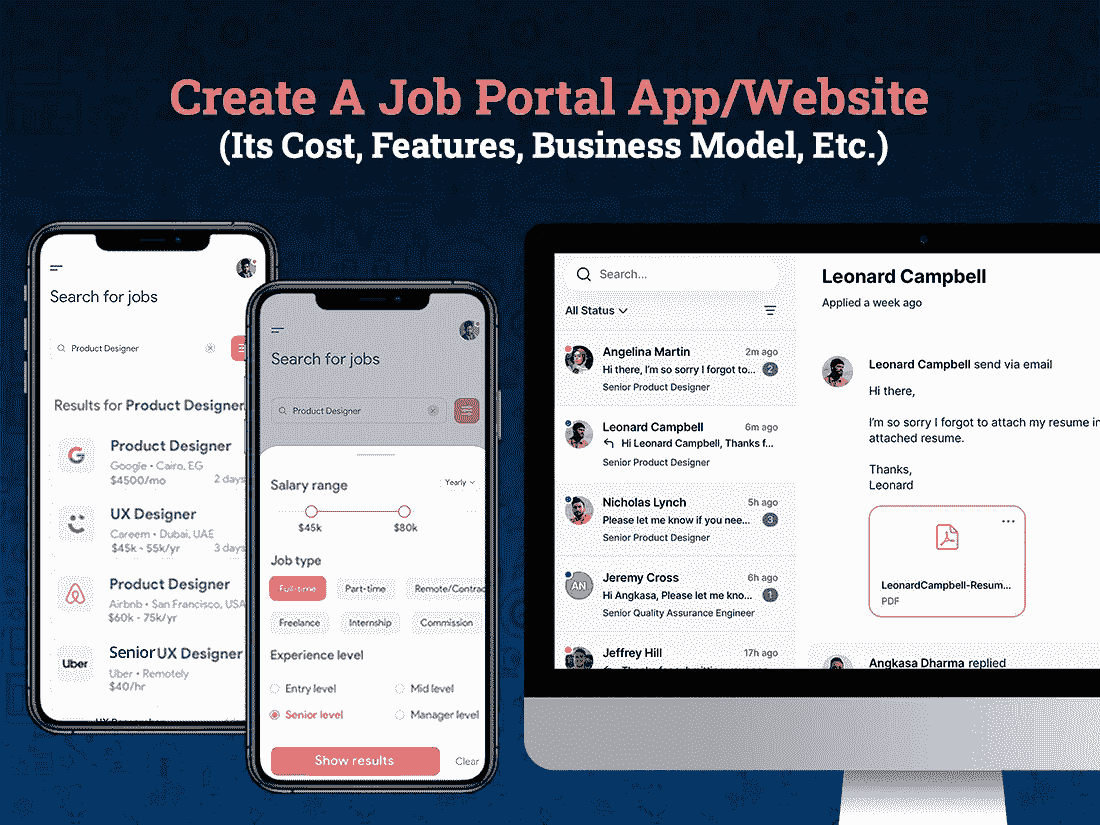 Create A Job Portal App/Website
(Its Cost, Features, Business Model, Etc.)
Search for jobs
Product Designer
Results for Product Designer
Product Designer
Google • Cairo, EG
$4500/mo
2 days
UX Designer
Careem • Dubai, UAE
$45k - 55k/yr
3 days
Product Designer
Airbnb • San Francisco, USA
$60k - 75k/yr
Uber
Senior UX Designer
Uber • Remotely
$40/hr
Search for jobs
Product Designer
Salary range
Yearly
$45k
$80k
Job type
Full-time
Part-time
Remote/Contrac
Freelance
Internship
Commission
Experience level
Entry level
Mid level
Senior level
Manager level
Show results
Clear
Search...
All Status
Angelina Martin
2m ago
Hi there, I'm so sorry I forgot to...
2
Senior Product Designer
Leonard Campbell
6m ago
Hi Leonard Campbell, Thanks f...
Senior Product Designer
Nicholas Lynch
5h ago
Please let me know if you nee...
3
Senior Product Designer
AN
Jeremy Cross
6h ago
Hi Angkasa, Please let me kno...
1
Senior Quality Assurance Engineer
Jeffrey Hill
17h ago
Leonard Campbell
Applied a week ago
Leonard Campbell send via email
Hi there,
I'm so sorry I forgot to attach my resume in
attached resume.
Thanks,
Leonard
LeonardCampbell-Resum...
PDF
Angkasa Dharma replied